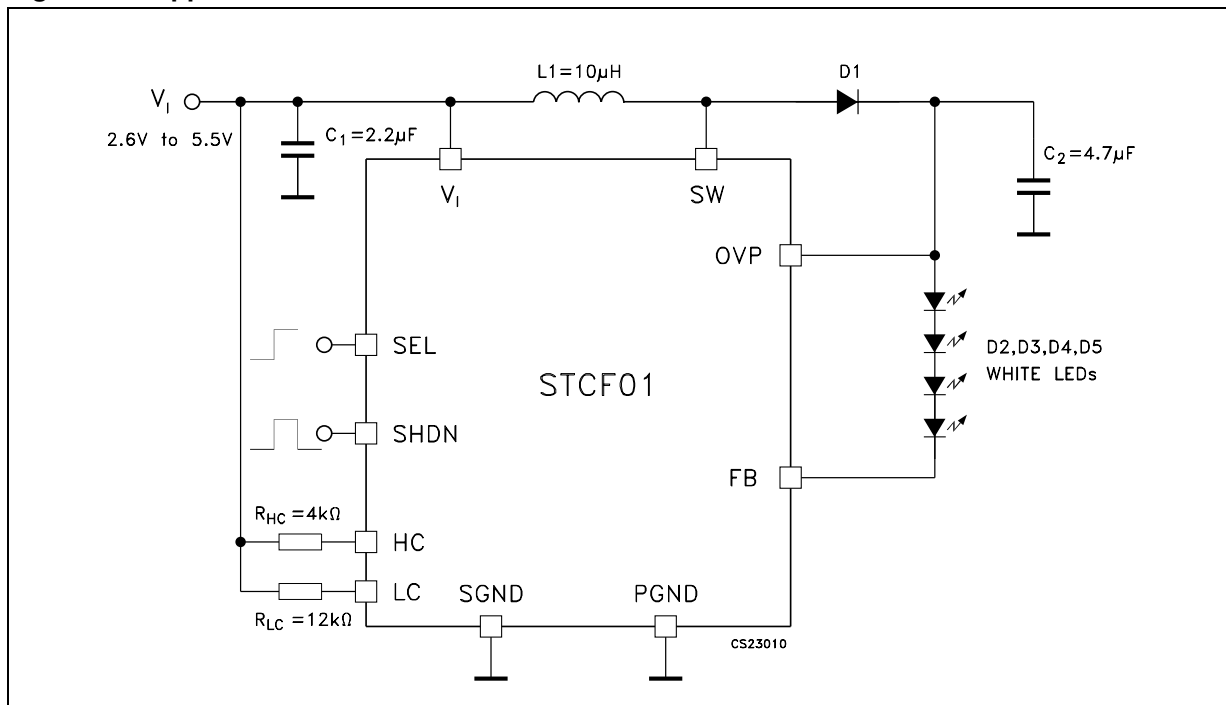 L1=10µH
D1
V_I
2.6V to 5.5V
C_1=2.2µF
C_2=4.7µF
V_I
SW
OVP
SEL
STCF01
D2,D3,D4,D5
WHITE LEDs
SHDN
FB
R_HC=4kΩ
HC
LC
SGND
PGND
R_LC=12kΩ
CS23010